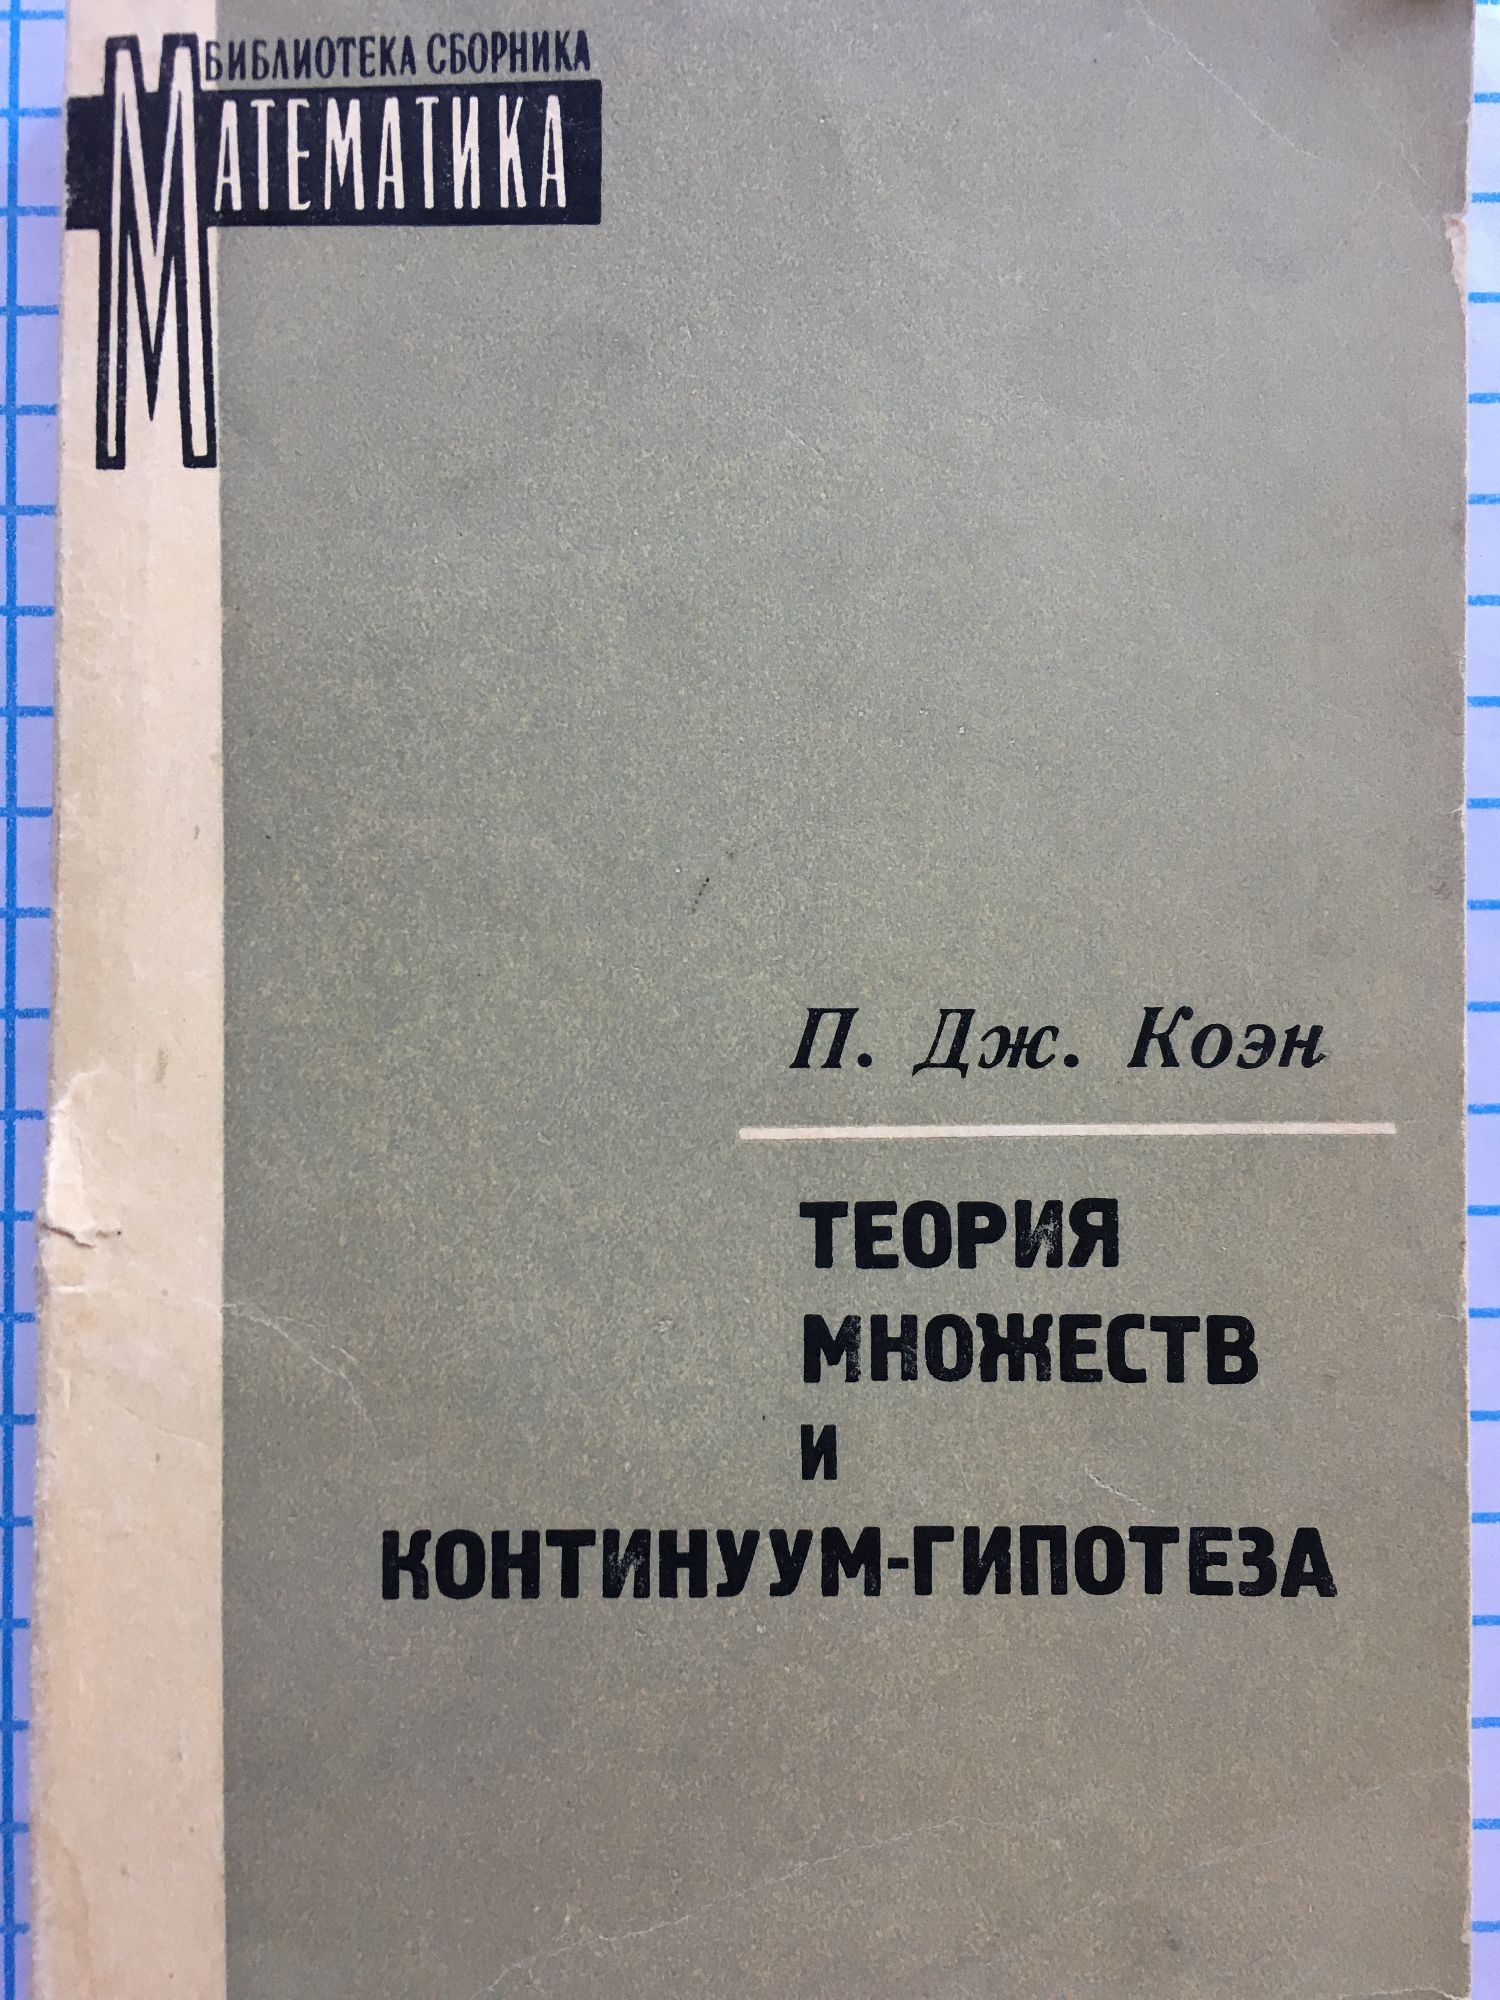 БИБЛИОТЕКА СБОРНИКА
МАТЕМАТИКА
П. Дж. Коэн
ТЕОРИЯ
МНОЖЕСТВ
И
КОНТИНУУМ-ГИПОТЕЗА